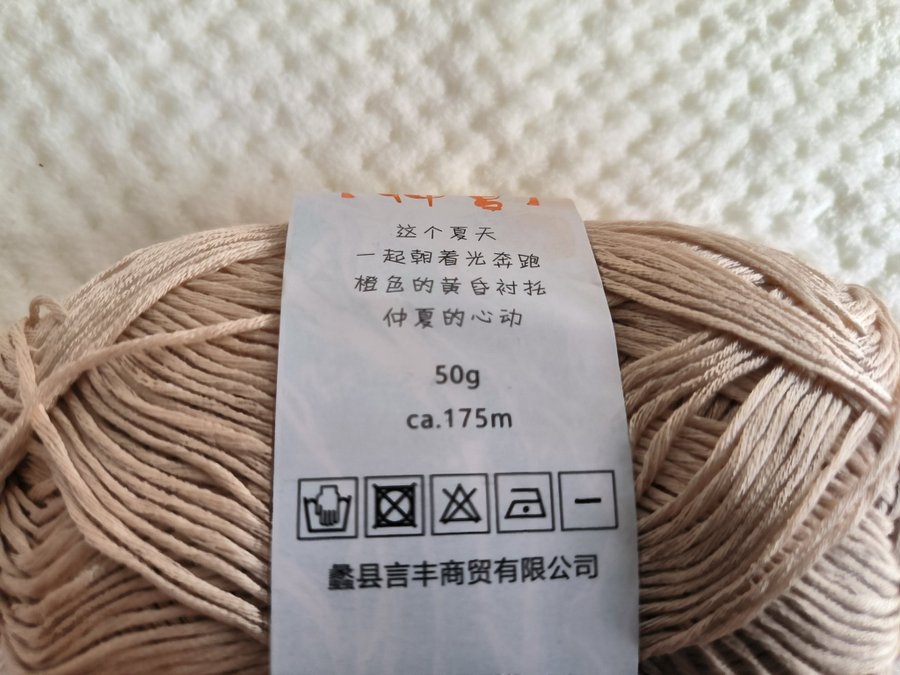 这个夏天
一起朝着光奔跑
橙色的黄昏衬托
仲夏的心动
50g
ca.175m
蠡县言丰商贸有限公司